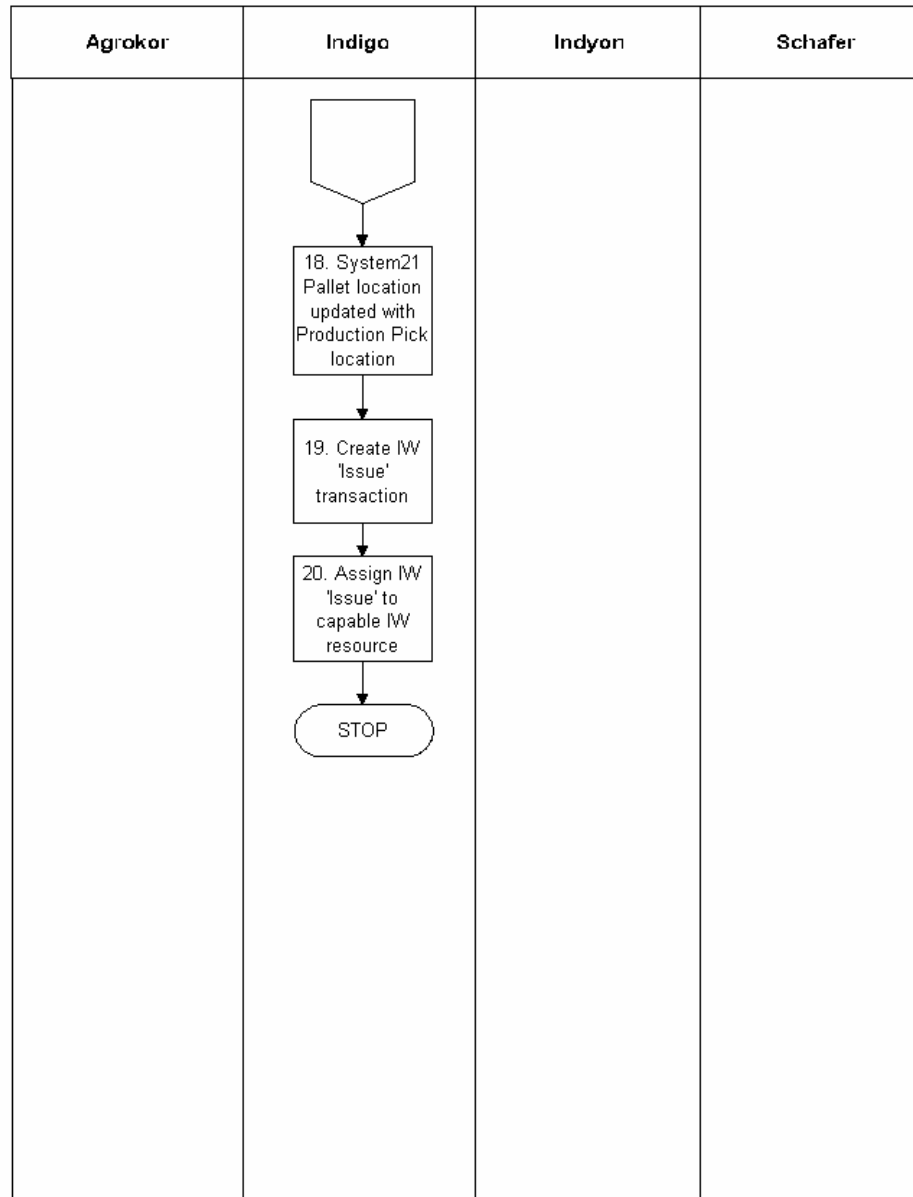 Agrokor Indigo Indyon Schafer
18. System21
Pallet location
updated with
Production Pick
location
19. Create IW
'Issue'
transaction
20. Assign IW
'Issue' to
capable IW
resource
STOP